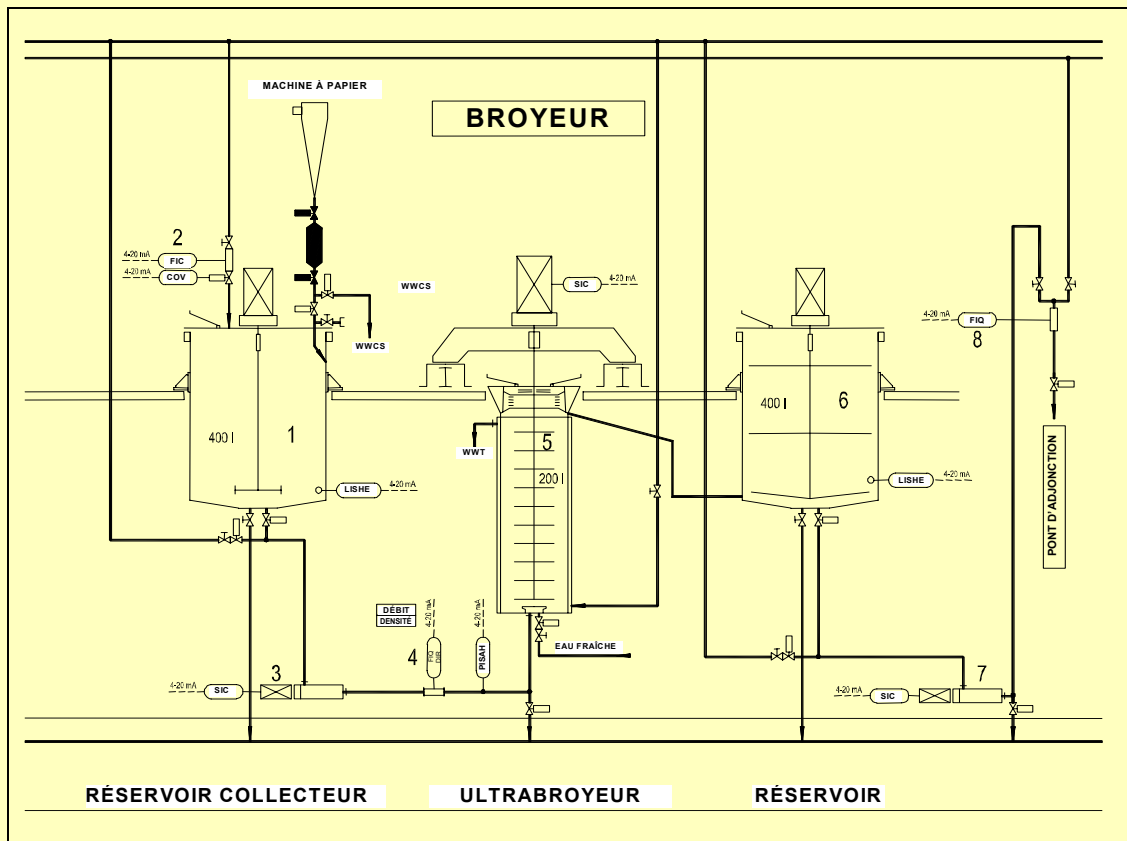 MACHINE À PAPIER
BROYEUR
2
4-20 mA
FIC
4-20 mA
COV
WWCS
WWCS
SIC
4-20 mA
4-20 mA
FIQ
8
400 l
1
LISHE
4-20 mA
WWT
5
200 l
400 l
6
LISHE
4-20 mA
PONT D'ADJONCTION
DÉBIT
DENSITÉ
4-20 mA
4-20 mA
4
FIQ
DIR
PISAH
EAU FRAÎCHE
3
4-20 mA
SIC
7
4-20 mA
SIC
RÉSERVOIR COLLECTEUR
ULTRABROYEUR
RÉSERVOIR